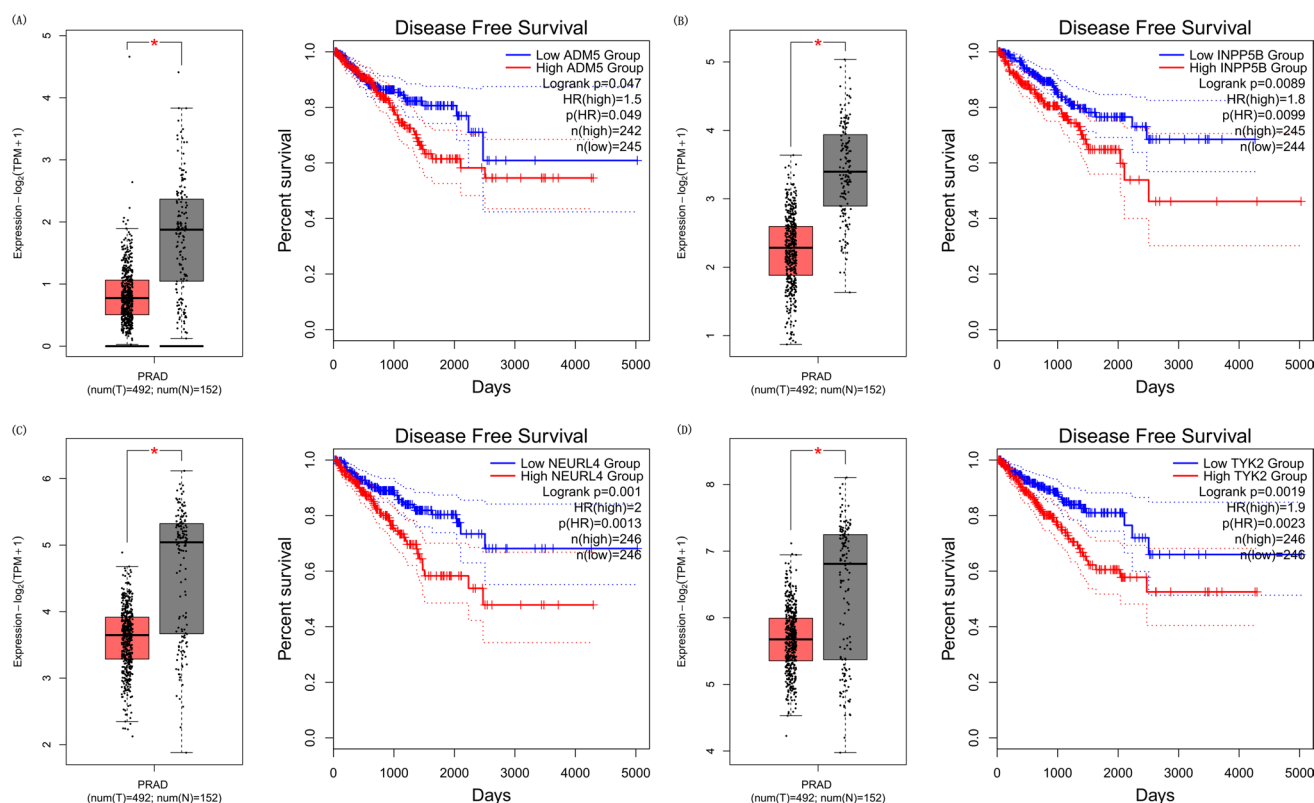 (A)
Expression − log₂(TPM + 1)
5
4
3
2
1
0
*
PRAD
(num(T)=492; num(N)=152)
Disease Free Survival
Low ADM5 Group
High ADM5 Group
Logrank p=0.047
HR(high)=1.5
p(HR)=0.049
n(high)=242
n(low)=245
Percent survival
1.0
0.8
0.6
0.4
0.2
0.0
0 1000 2000 3000 4000 5000
Days
(B)
Expression − log₂(TPM + 1)
5
4
3
2
1
*
PRAD
(num(T)=492; num(N)=152)
Disease Free Survival
Low INPP5B Group
High INPP5B Group
Logrank p=0.0089
HR(high)=1.8
p(HR)=0.0099
n(high)=245
n(low)=244
Percent survival
1.0
0.8
0.6
0.4
0.2
0.0
0 1000 2000 3000 4000 5000
Days
(C)
Expression − log₂(TPM + 1)
6
5
4
3
2
*
PRAD
(num(T)=492; num(N)=152)
Disease Free Survival
Low NEURL4 Group
High NEURL4 Group
Logrank p=0.001
HR(high)=2
p(HR)=0.0013
n(high)=246
n(low)=246
Percent survival
1.0
0.8
0.6
0.4
0.2
0.0
0 1000 2000 3000 4000 5000
Days
(D)
Expression − log₂(TPM + 1)
8
7
6
5
4
*
PRAD
(num(T)=492; num(N)=152)
Disease Free Survival
Low TYK2 Group
High TYK2 Group
Logrank p=0.0019
HR(high)=1.9
p(HR)=0.0023
n(high)=246
n(low)=246
Percent survival
1.0
0.8
0.6
0.4
0.2
0.0
0 1000 2000 3000 4000 5000
Days